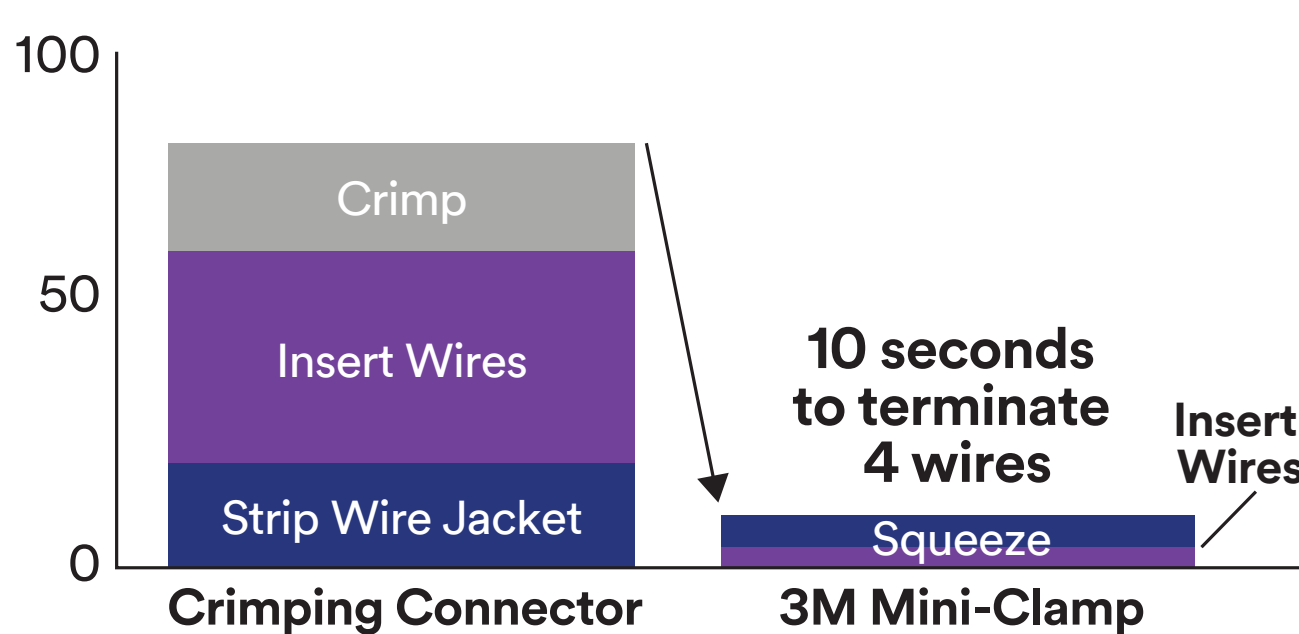 100
50
0
Crimp
Insert Wires
Strip Wire Jacket
10 seconds
to terminate
4 wires
Insert
Wires
Squeeze
Crimping Connector
3M Mini-Clamp